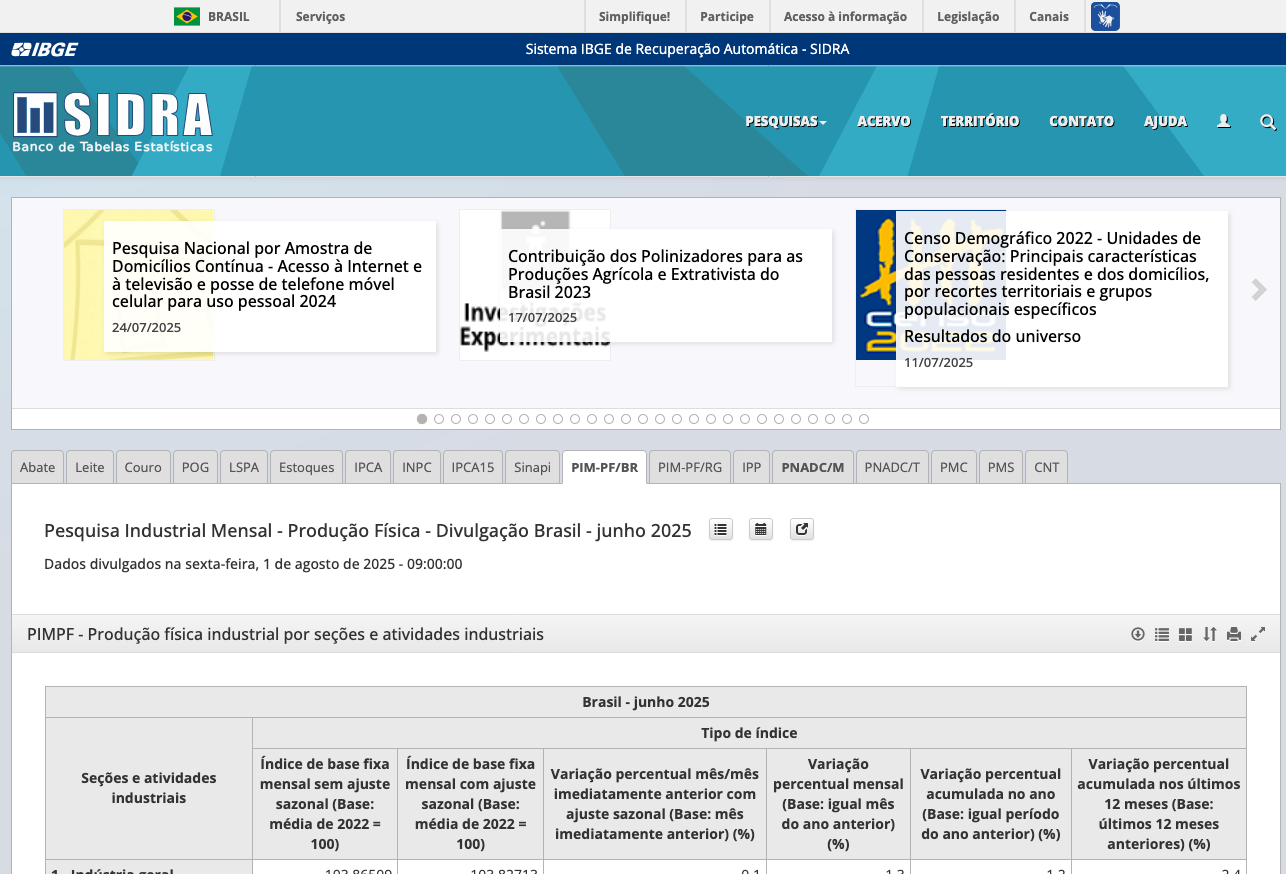 BRASIL Serviços Simplifique! Participe Acesso à informação Legislação Canais
IBGE Sistema IBGE de Recuperação Automática - SIDRA
SIDRA
Banco de Tabelas Estatísticas
PESQUISAS ACERVO TERRITÓRIO CONTATO AJUDA
Pesquisa Nacional por Amostra de
Domicílios Contínua - Acesso à Internet e
à televisão e posse de telefone móvel
celular para uso pessoal 2024
24/07/2025
Contribuição dos Polinizadores para as
Produções Agrícola e Extrativista do
Brasil 2023
17/07/2025
Investigações
Experimentais
Censo Demográfico 2022 - Unidades de
Conservação: Principais características
das pessoas residentes e dos domicílios,
por recortes territoriais e grupos
populacionais específicos
Resultados do universo
11/07/2025
censo
2022
Abate Leite Couro POG LSPA Estoques IPCA INPC IPCA15 Sinapi PIM-PF/BR PIM-PF/RG IPP PNADC/M PNADC/T PMC PMS CNT
Pesquisa Industrial Mensal - Produção Física - Divulgação Brasil - junho 2025
Dados divulgados na sexta-feira, 1 de agosto de 2025 - 09:00:00
PIMPF - Produção física industrial por seções e atividades industriais
Brasil - junho 2025
Seções e atividades
industriais
Tipo de índice
Índice de base fixa
mensal sem ajuste
sazonal (Base:
média de 2022 =
100)
Índice de base fixa
mensal com ajuste
sazonal (Base:
média de 2022 =
100)
Variação percentual mês/mês
imediatamente anterior com
ajuste sazonal (Base: mês
imediatamente anterior) (%)
Variação
percentual mensal
(Base: igual mês
do ano anterior)
(%)
Variação percentual
acumulada no ano
(Base: igual período
do ano anterior) (%)
Variação percentual
acumulada nos últimos
12 meses (Base:
últimos 12 meses
anteriores) (%)